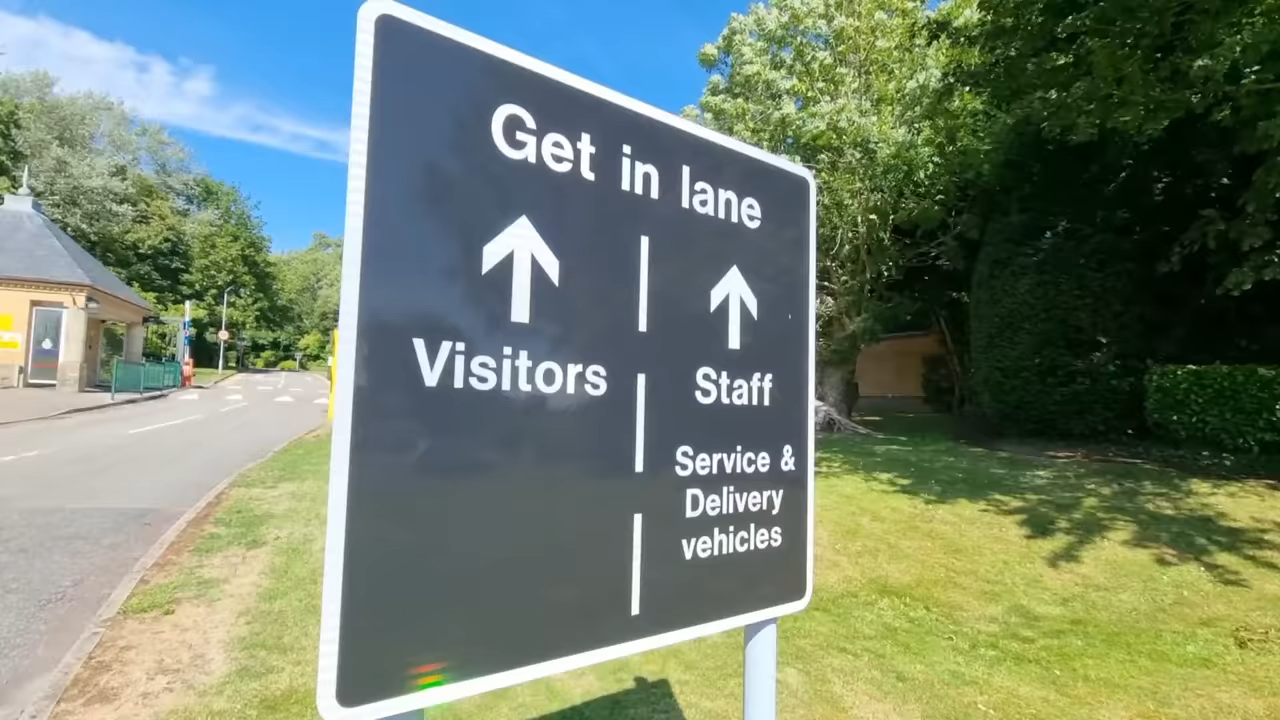 Get in lane
Visitors
Staff
Service &
Delivery
vehicles